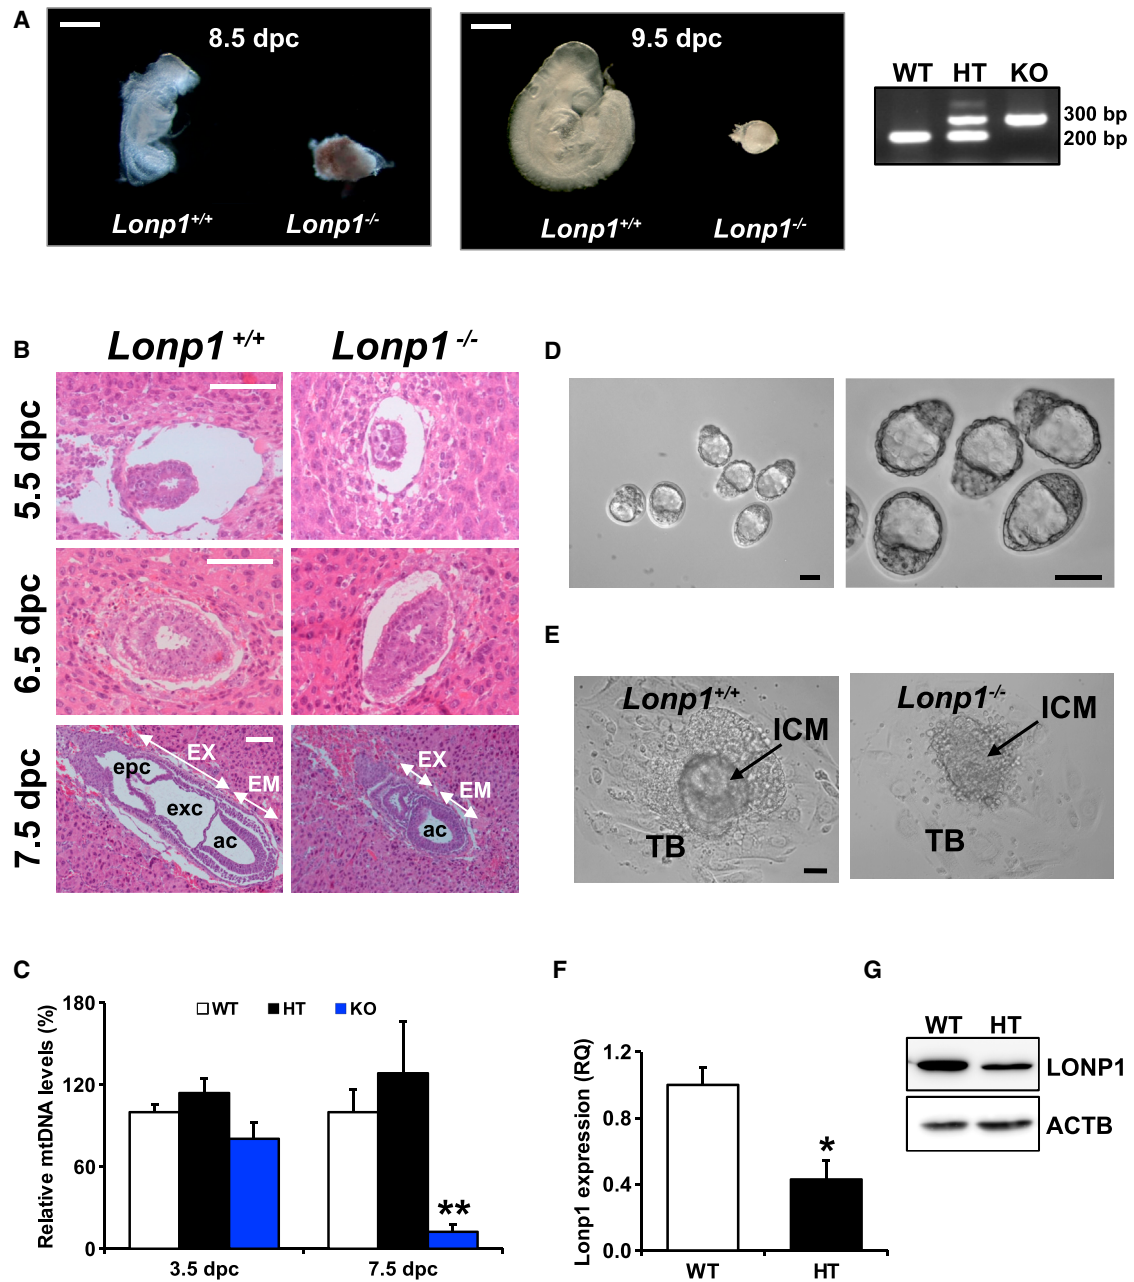 A
8.5 dpc
Lonp1+/+
Lonp1-/-
9.5 dpc
Lonp1+/+
Lonp1-/-
WT HT KO
300 bp
200 bp
B
Lonp1 +/+
Lonp1 -/-
5.5 dpc
6.5 dpc
7.5 dpc
EX
EM
epc
exc
ac
EX
EM
ac
D
E
Lonp1+/+
ICM
TB
Lonp1-/-
ICM
TB
C
Relative mtDNA levels (%)
180
120
60
0
WT HT KO
**
3.5 dpc
7.5 dpc
F
Lonp1 expression (RQ)
1.2
0.8
0.4
0.0
*
WT
HT
G
WT HT
LONP1
ACTB